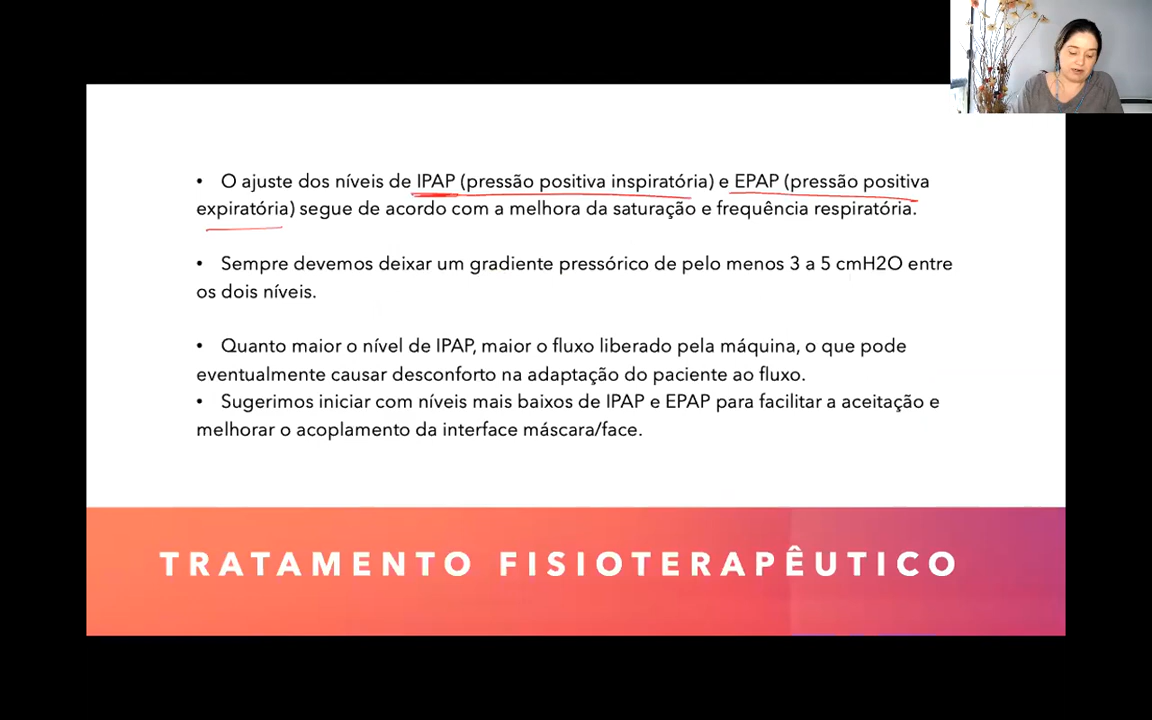 • O ajuste dos níveis de IPAP (pressão positiva inspiratória) e EPAP (pressão positiva
expiratória) segue de acordo com a melhora da saturação e frequência respiratória.
• Sempre devemos deixar um gradiente pressórico de pelo menos 3 a 5 cmH2O entre
os dois níveis.
• Quanto maior o nível de IPAP, maior o fluxo liberado pela máquina, o que pode
eventualmente causar desconforto na adaptação do paciente ao fluxo.
• Sugerimos iniciar com níveis mais baixos de IPAP e EPAP para facilitar a aceitação e
melhorar o acoplamento da interface máscara/face.
TRATAMENTO FISIOTERAPÊUTICO